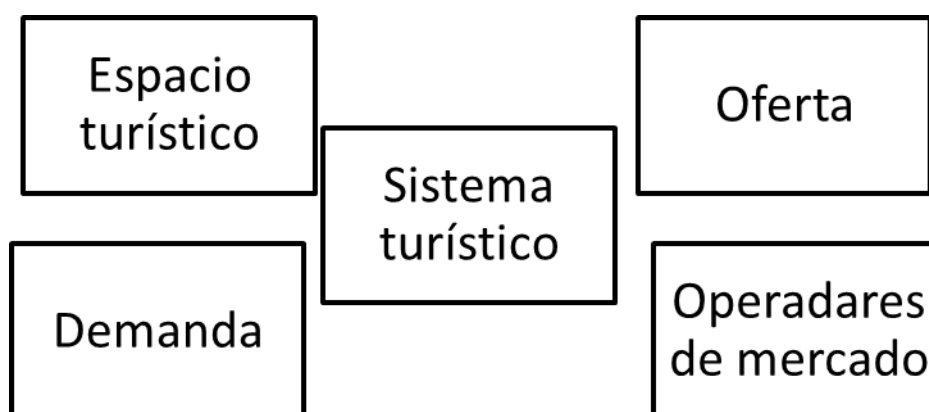 Espacio
turístico
Oferta
Sistema
turístico
Demanda
Operadares
de mercado